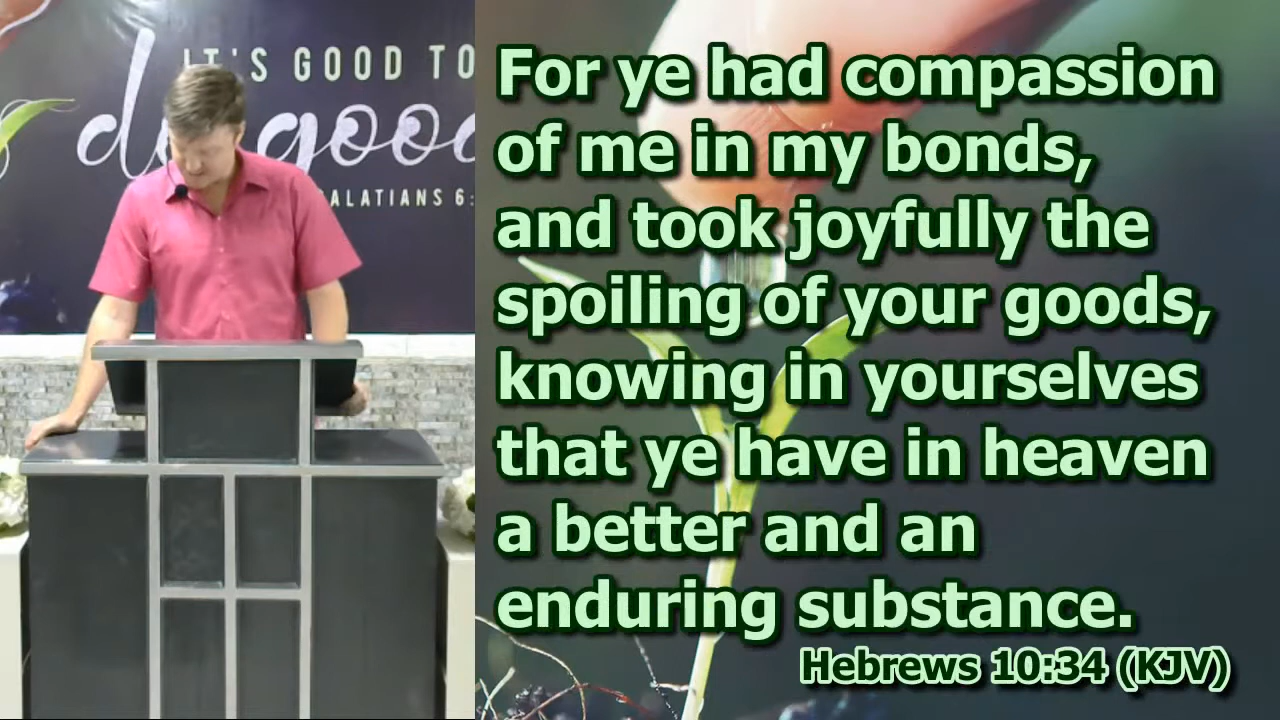 IT'S GOOD TO
do good
GALATIANS 6:
For ye had compassion
of me in my bonds,
and took joyfully the
spoiling of your goods,
knowing in yourselves
that ye have in heaven
a better and an
enduring substance.
Hebrews 10:34 (KJV)